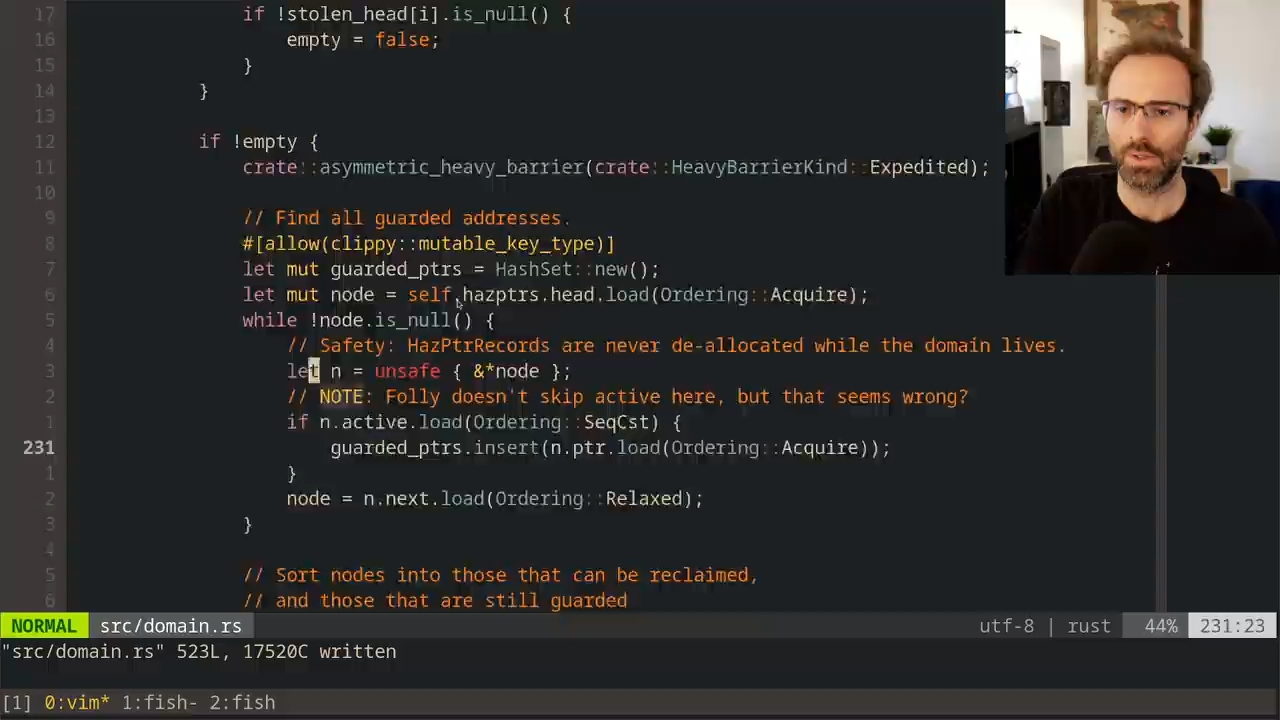 17 if !stolen_head[i].is_null() {
16 empty = false;
15 }
14 }
13
12 if !empty {
11 crate::asymmetric_heavy_barrier(crate::HeavyBarrierKind::Expedited);
10
9 // Find all guarded addresses.
8 #[allow(clippy::mutable_key_type)]
7 let mut guarded_ptrs = HashSet::new();
6 let mut node = self.hazptrs.head.load(Ordering::Acquire);
5 while !node.is_null() {
4 // Safety: HazPtrRecords are never de-allocated while the domain lives.
3 let n = unsafe { &*node };
2 // NOTE: Folly doesn't skip active here, but that seems wrong?
1 if n.active.load(Ordering::SeqCst) {
231 guarded_ptrs.insert(n.ptr.load(Ordering::Acquire));
1 }
2 node = n.next.load(Ordering::Relaxed);
3 }
4
5 // Sort nodes into those that can be reclaimed,
6 // and those that are still guarded
NORMAL src/domain.rs utf-8 | rust 44% 231:23
"src/domain.rs" 523L, 17520C written
[1] 0:vim* 1:fish- 2:fish